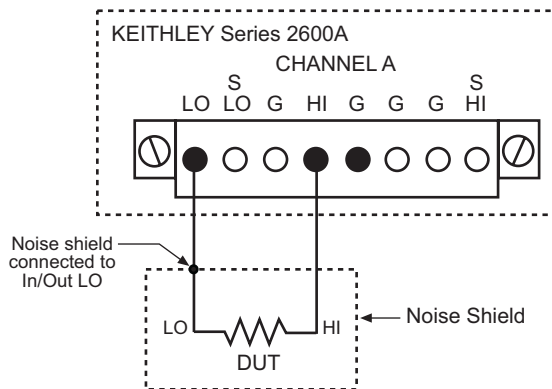 KEITHLEY Series 2600A
CHANNEL A
S S
LO LO G HI G G G HI
Noise shield
connected to
In/Out LO
LO HI
DUT
Noise Shield